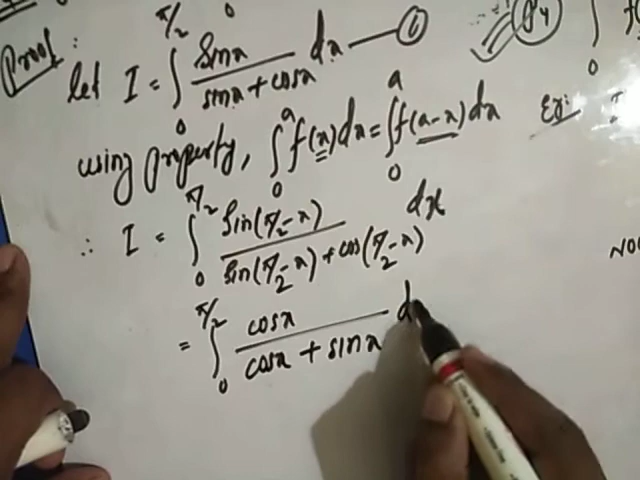 Proof:
let I = ∫₀^(π/2) sinx/(sinx + cosx) dx — ①
using property, ∫₀^a f(x)dx = ∫₀^a f(a-x)dx Ex:
∴ I = ∫₀^(π/2) sin(π/2-x)/(sin(π/2-x) + cos(π/2-x)) dx
= ∫₀^(π/2) cosx/(cosx + sinx) d